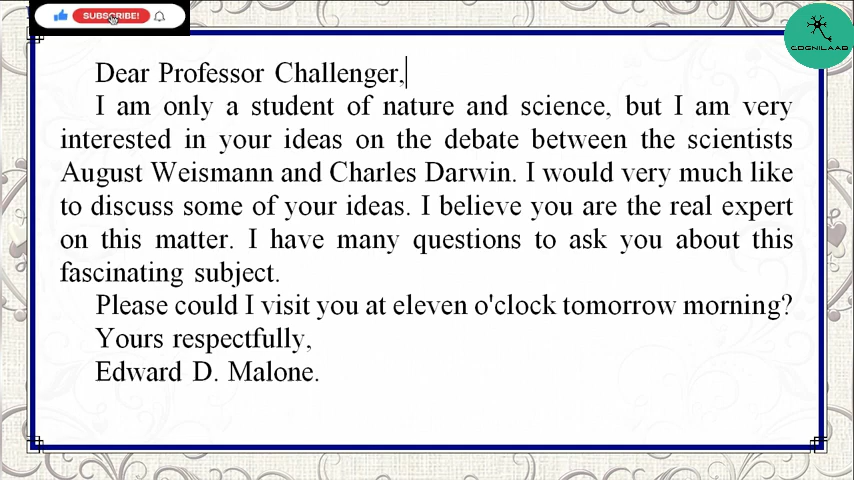 SUBSCRIBE!
COGNILAAB
Dear Professor Challenger,
I am only a student of nature and science, but I am very
interested in your ideas on the debate between the scientists
August Weismann and Charles Darwin. I would very much like
to discuss some of your ideas. I believe you are the real expert
on this matter. I have many questions to ask you about this
fascinating subject.
Please could I visit you at eleven o'clock tomorrow morning?
Yours respectfully,
Edward D. Malone.